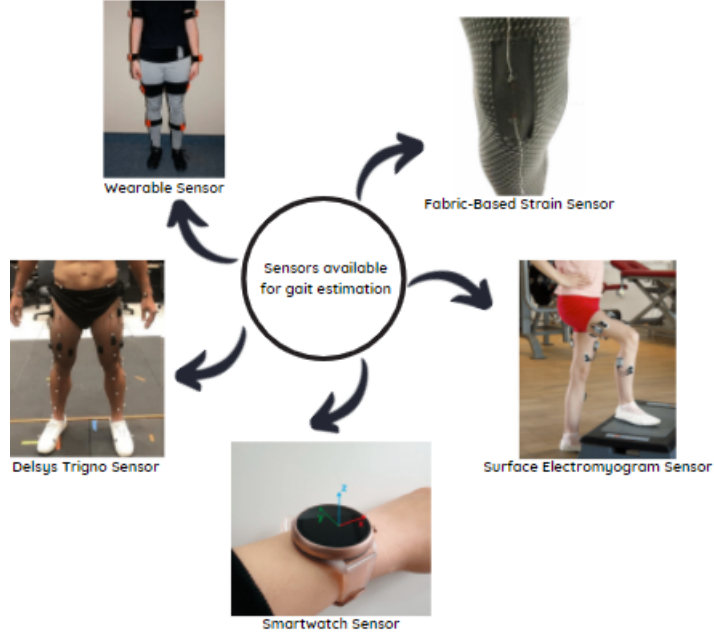 Wearable Sensor
Fabric-Based Strain Sensor
Sensors available
for gait estimation
Delsys Trigno Sensor
Surface Electromyogram Sensor
z
y
x
Smartwatch Sensor